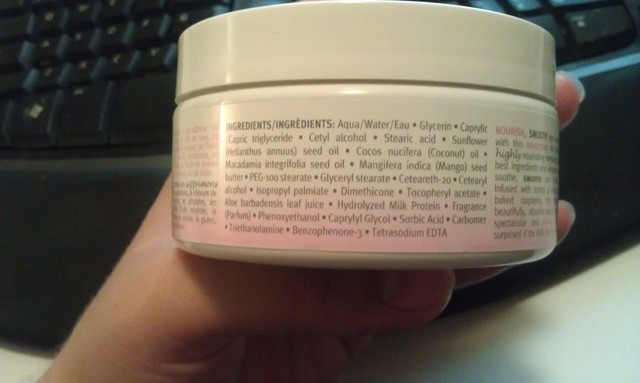 INGREDIENTS/INGRÉDIENTS: Aqua/Water/Eau • Glycerin • Caprylic
/Capric triglyceride • Cetyl alcohol • Stearic acid • Sunflower
(Helianthus annuus) seed oil • Cocos nucifera (Coconut) oil •
Macadamia integrifolia seed oil • Mangifera indica (Mango) seed
butter • PEG-100 stearate • Glyceryl stearate • Ceteareth-20 • Cetearyl
alcohol • Isopropyl palmitate • Dimethicone • Tocopheryl acetate •
Aloe barbadensis leaf juice • Hydrolyzed Milk Protein • Fragrance
(Parfum) • Phenoxyethanol • Caprylyl Glycol • Sorbic Acid • Carbomer
• Triethanolamine • Benzophenone-3 • Tetrasodium EDTA
NOURISH, SMOOTH
with this
highly nourishing
best ingredients
soothe, smooth
Infused with
baked raspberry
beautifully,
spectacular
surprised if the